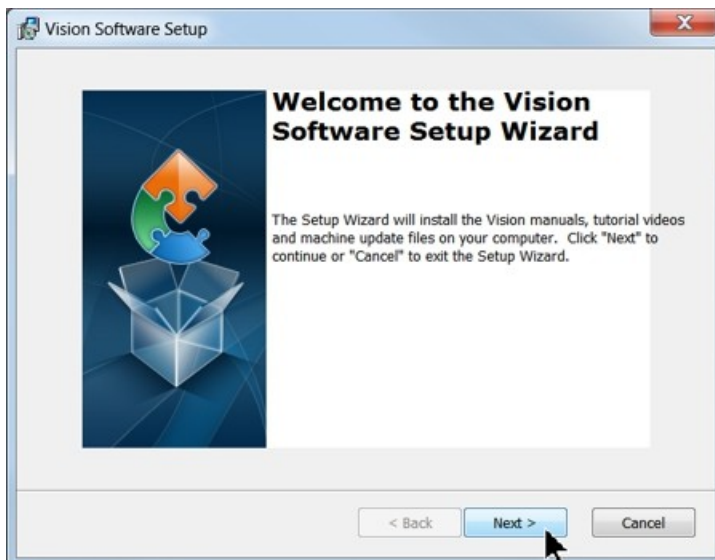 Vision Software Setup
Welcome to the Vision
Software Setup Wizard
The Setup Wizard will install the Vision manuals, tutorial videos
and machine update files on your computer.  Click "Next" to
continue or "Cancel" to exit the Setup Wizard.
< Back Next > Cancel